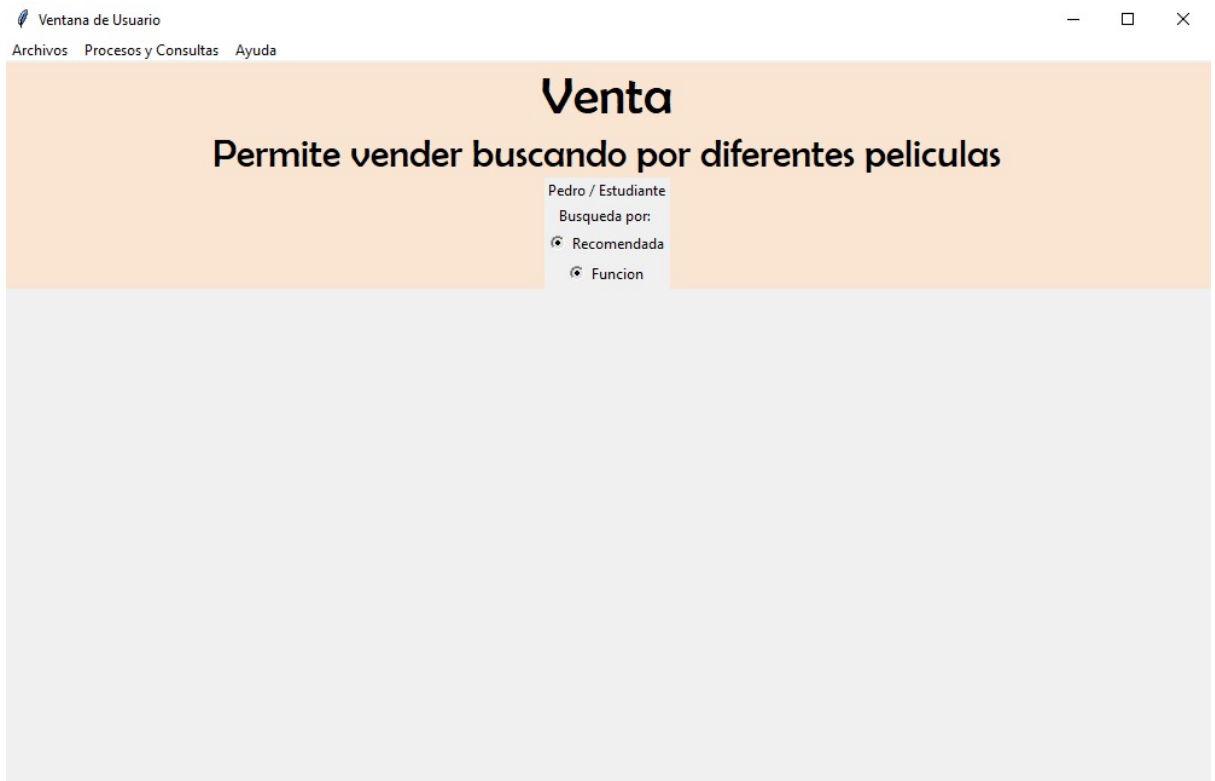 Ventana de Usuario
Archivos Procesos y Consultas Ayuda
Venta
Permite vender buscando por diferentes peliculas
Pedro / Estudiante
Busqueda por:
Recomendada
Funcion